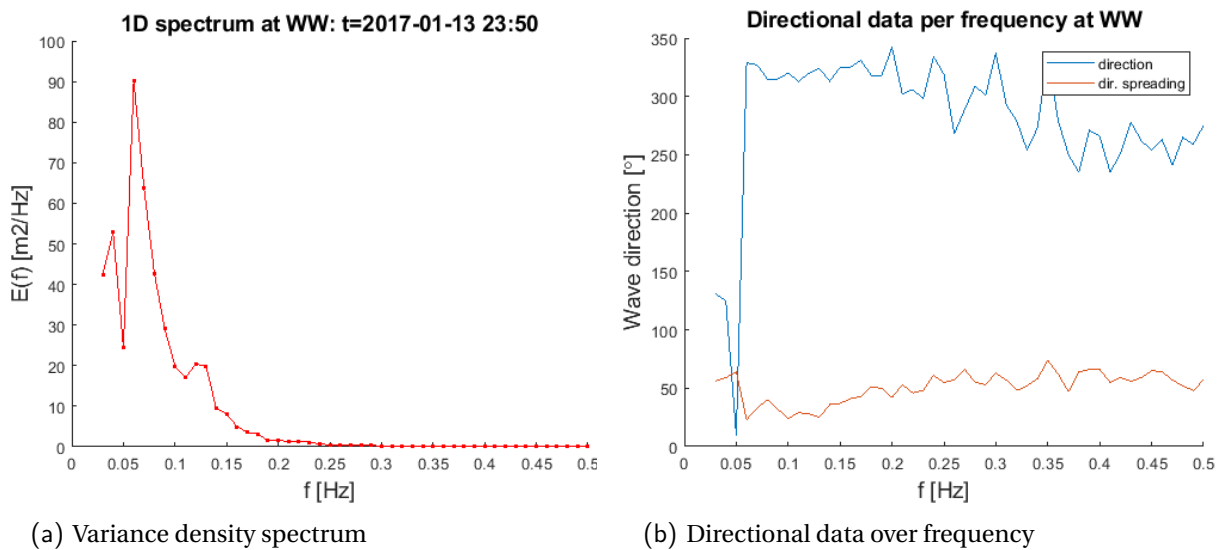 1D spectrum at WW: t=2017-01-13 23:50
100
90
80
70
60
50
40
30
20
10
0
E(f) [m2/Hz]
0 0.05 0.1 0.15 0.2 0.25 0.3 0.35 0.4 0.45 0.5
f [Hz]
(a) Variance density spectrum
Directional data per frequency at WW
350
300
250
200
150
100
50
0
Wave direction [°]
direction
dir. spreading
0 0.05 0.1 0.15 0.2 0.25 0.3 0.35 0.4 0.45 0.5
f [Hz]
(b) Directional data over frequency